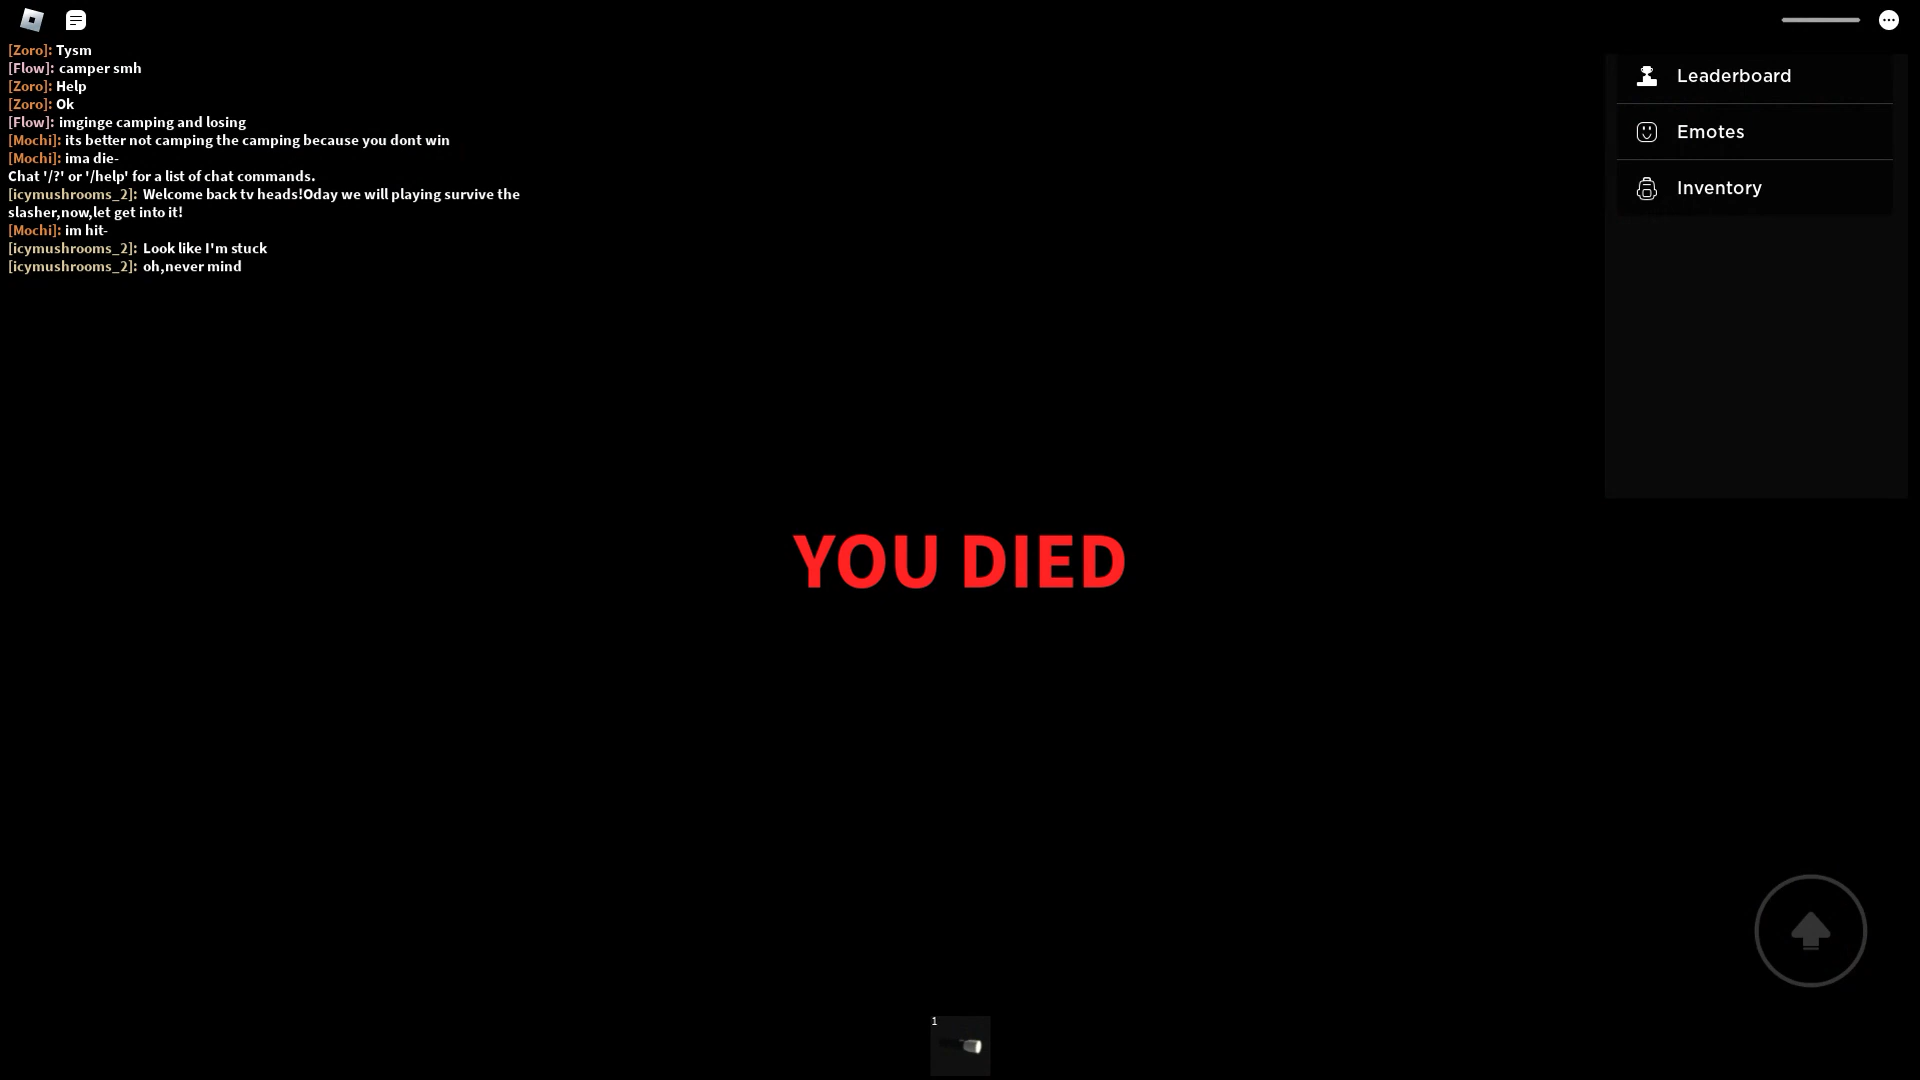 [Zoro]: Tysm
[Flow]: camper smh
[Zoro]: Help
[Zoro]: Ok
[Flow]: imginge camping and losing
[Mochi]: its better not camping the camping because you dont win
[Mochi]: ima die-
Chat '/?' or '/help' for a list of chat commands.
[icymushrooms_2]: Welcome back tv heads!Oday we will playing survive the
slasher,now,let get into it!
[Mochi]: im hit-
[icymushrooms_2]: Look like I'm stuck
[icymushrooms_2]: oh,never mind
Leaderboard
Emotes
Inventory
YOU DIED
1